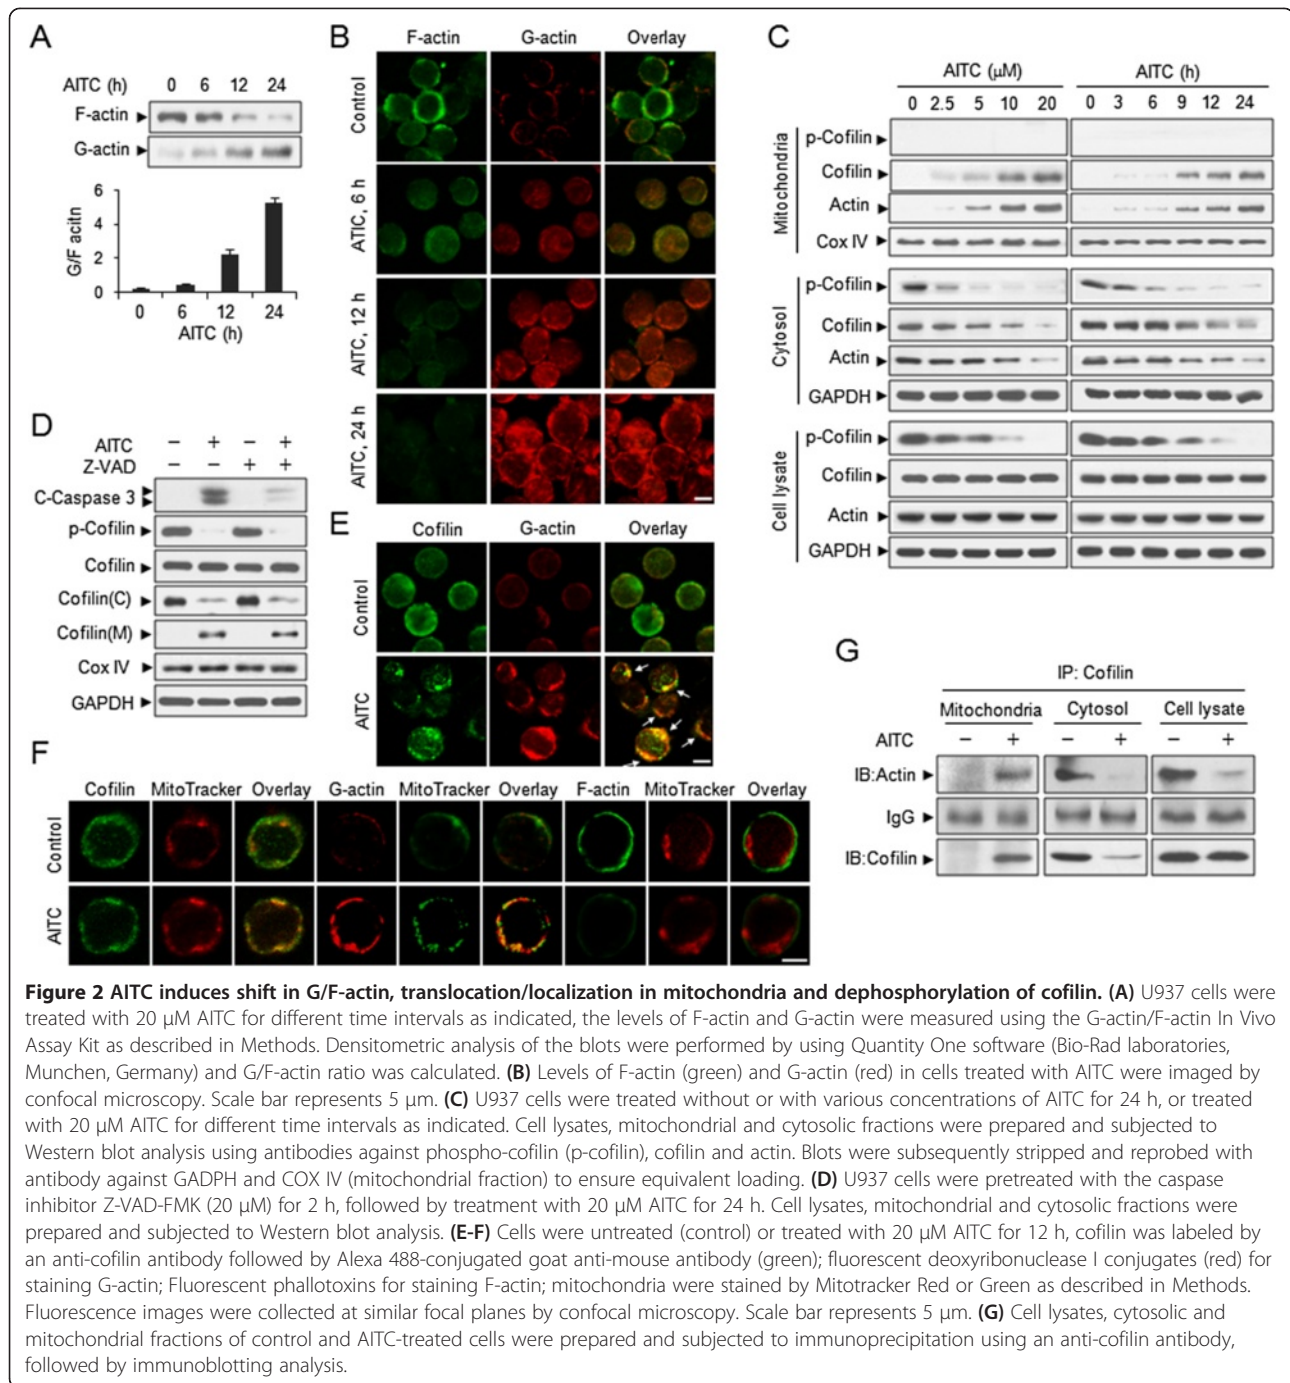 A
AITC (h) 0 6 12 24
F-actin
G-actin
6
4
2
0
G/F acitn
0 6 12 24
AITC (h)
B
F-actin G-actin Overlay
Control
ATIC, 6 h
AITC, 12 h
AITC, 24 h
C
AITC (μM) AITC (h)
0 2.5 5 10 20 0 3 6 9 12 24
Mitochondria
p-Cofilin
Cofilin
Actin
Cox IV
Cytosol
p-Cofilin
Cofilin
Actin
GAPDH
Cell lysate
p-Cofilin
Cofilin
Actin
GAPDH
D
AITC − + − +
Z-VAD − − + +
C-Caspase 3
p-Cofilin
Cofilin
Cofilin(C)
Cofilin(M)
Cox IV
GAPDH
E
Cofilin G-actin Overlay
Control
AITC
F
Cofilin MitoTracker Overlay G-actin MitoTracker Overlay F-actin MitoTracker Overlay
Control
AITC
G
IP: Cofilin
Mitochondria Cytosol Cell lysate
AITC − + − + − +
IB:Actin
IgG
IB:Cofilin
Figure 2 AITC induces shift in G/F-actin, translocation/localization in mitochondria and dephosphorylation of cofilin. (A) U937 cells were
treated with 20 μM AITC for different time intervals as indicated, the levels of F-actin and G-actin were measured using the G-actin/F-actin In Vivo
Assay Kit as described in Methods. Densitometric analysis of the blots were performed by using Quantity One software (Bio-Rad laboratories,
Munchen, Germany) and G/F-actin ratio was calculated. (B) Levels of F-actin (green) and G-actin (red) in cells treated with AITC were imaged by
confocal microscopy. Scale bar represents 5 μm. (C) U937 cells were treated without or with various concentrations of AITC for 24 h, or treated
with 20 μM AITC for different time intervals as indicated. Cell lysates, mitochondrial and cytosolic fractions were prepared and subjected to
Western blot analysis using antibodies against phospho-cofilin (p-cofilin), cofilin and actin. Blots were subsequently stripped and reprobed with
antibody against GADPH and COX IV (mitochondrial fraction) to ensure equivalent loading. (D) U937 cells were pretreated with the caspase
inhibitor Z-VAD-FMK (20 μM) for 2 h, followed by treatment with 20 μM AITC for 24 h. Cell lysates, mitochondrial and cytosolic fractions were
prepared and subjected to Western blot analysis. (E-F) Cells were untreated (control) or treated with 20 μM AITC for 12 h, cofilin was labeled by
an anti-cofilin antibody followed by Alexa 488-conjugated goat anti-mouse antibody (green); fluorescent deoxyribonuclease I conjugates (red) for
staining G-actin; Fluorescent phallotoxins for staining F-actin; mitochondria were stained by Mitotracker Red or Green as described in Methods.
Fluorescence images were collected at similar focal planes by confocal microscopy. Scale bar represents 5 μm. (G) Cell lysates, cytosolic and
mitochondrial fractions of control and AITC-treated cells were prepared and subjected to immunoprecipitation using an anti-cofilin antibody,
followed by immunoblotting analysis.